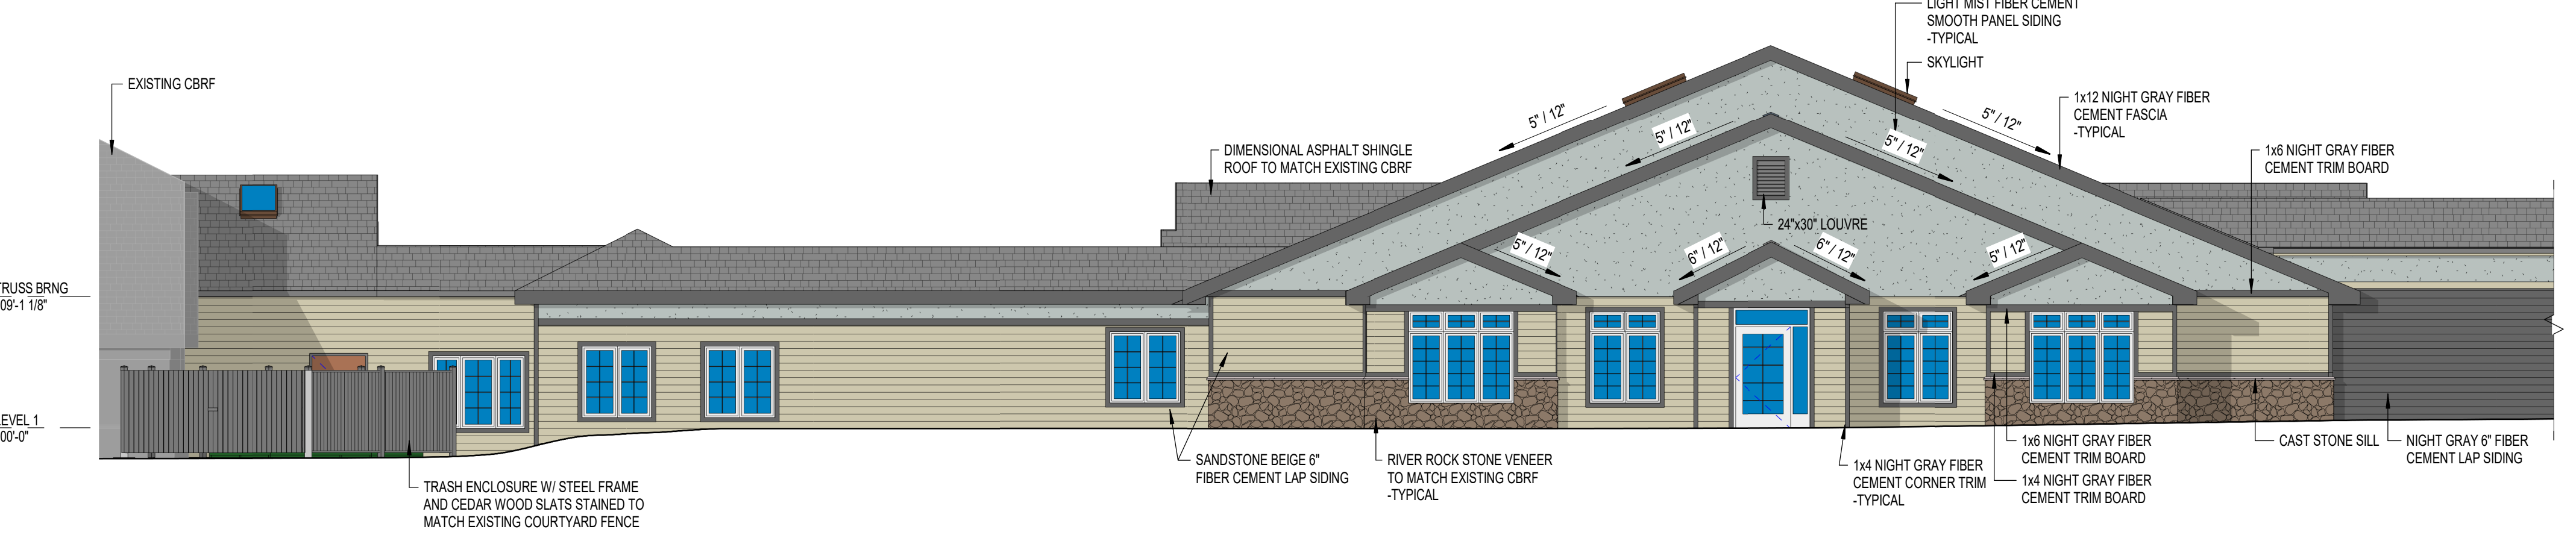 LIGHT MIST FIBER CEMENT
SMOOTH PANEL SIDING
-TYPICAL
SKYLIGHT
EXISTING CBRF
1x12 NIGHT GRAY FIBER
CEMENT FASCIA
-TYPICAL
5" / 12"
5" / 12"
5" / 12"
5" / 12"
DIMENSIONAL ASPHALT SHINGLE
ROOF TO MATCH EXISTING CBRF
1x6 NIGHT GRAY FIBER
CEMENT TRIM BOARD
24"x30" LOUVRE
5" / 12"
6" / 12"
6" / 12"
5" / 12"
TRUSS BRNG
09'-1 1/8"
EVEL 1
00'-0"
SANDSTONE BEIGE 6"
FIBER CEMENT LAP SIDING
RIVER ROCK STONE VENEER
TO MATCH EXISTING CBRF
-TYPICAL
1x4 NIGHT GRAY FIBER
CEMENT CORNER TRIM
-TYPICAL
1x6 NIGHT GRAY FIBER
CEMENT TRIM BOARD
1x4 NIGHT GRAY FIBER
CEMENT TRIM BOARD
CAST STONE SILL
NIGHT GRAY 6" FIBER
CEMENT LAP SIDING
TRASH ENCLOSURE W/ STEEL FRAME
AND CEDAR WOOD SLATS STAINED TO
MATCH EXISTING COURTYARD FENCE